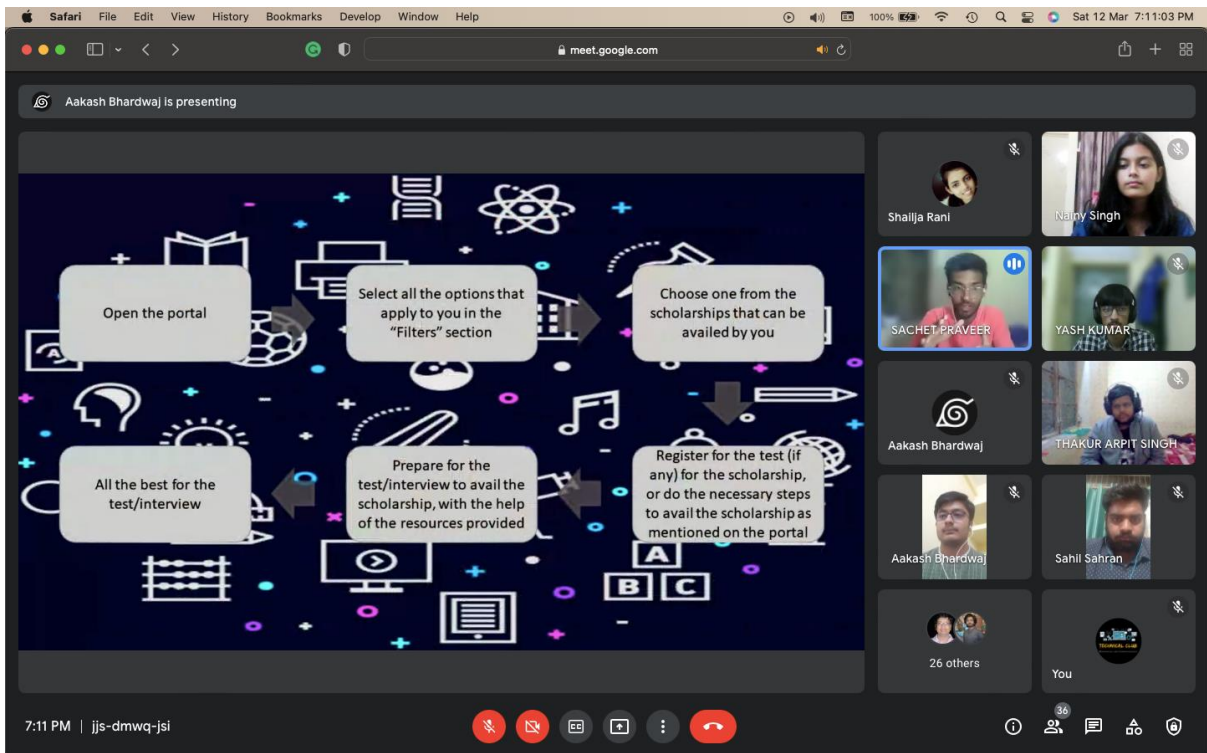 Safari File Edit View History Bookmarks Develop Window Help 100% Sat 12 Mar 7:11:03 PM
meet.google.com
Aakash Bhardwaj is presenting
Open the portal
Select all the options that
apply to you in the
“Filters” section
Choose one from the
scholarships that can be
availed by you
Register for the test (if
any) for the scholarship,
or do the necessary steps
to avail the scholarship as
mentioned on the portal
Prepare for the
test/interview to avail the
scholarship, with the help
of the resources provided
All the best for the
test/interview
A
B C
Shailja Rani
Nainy Singh
SACHET PRAVEER
YASH KUMAR
Aakash Bhardwaj
THAKUR ARPIT SINGH
Aakash Bhardwaj
Sahil Sahran
26 others
TECHNICAL CLUB
You
7:11 PM | jjs-dmwq-jsi
CC
36